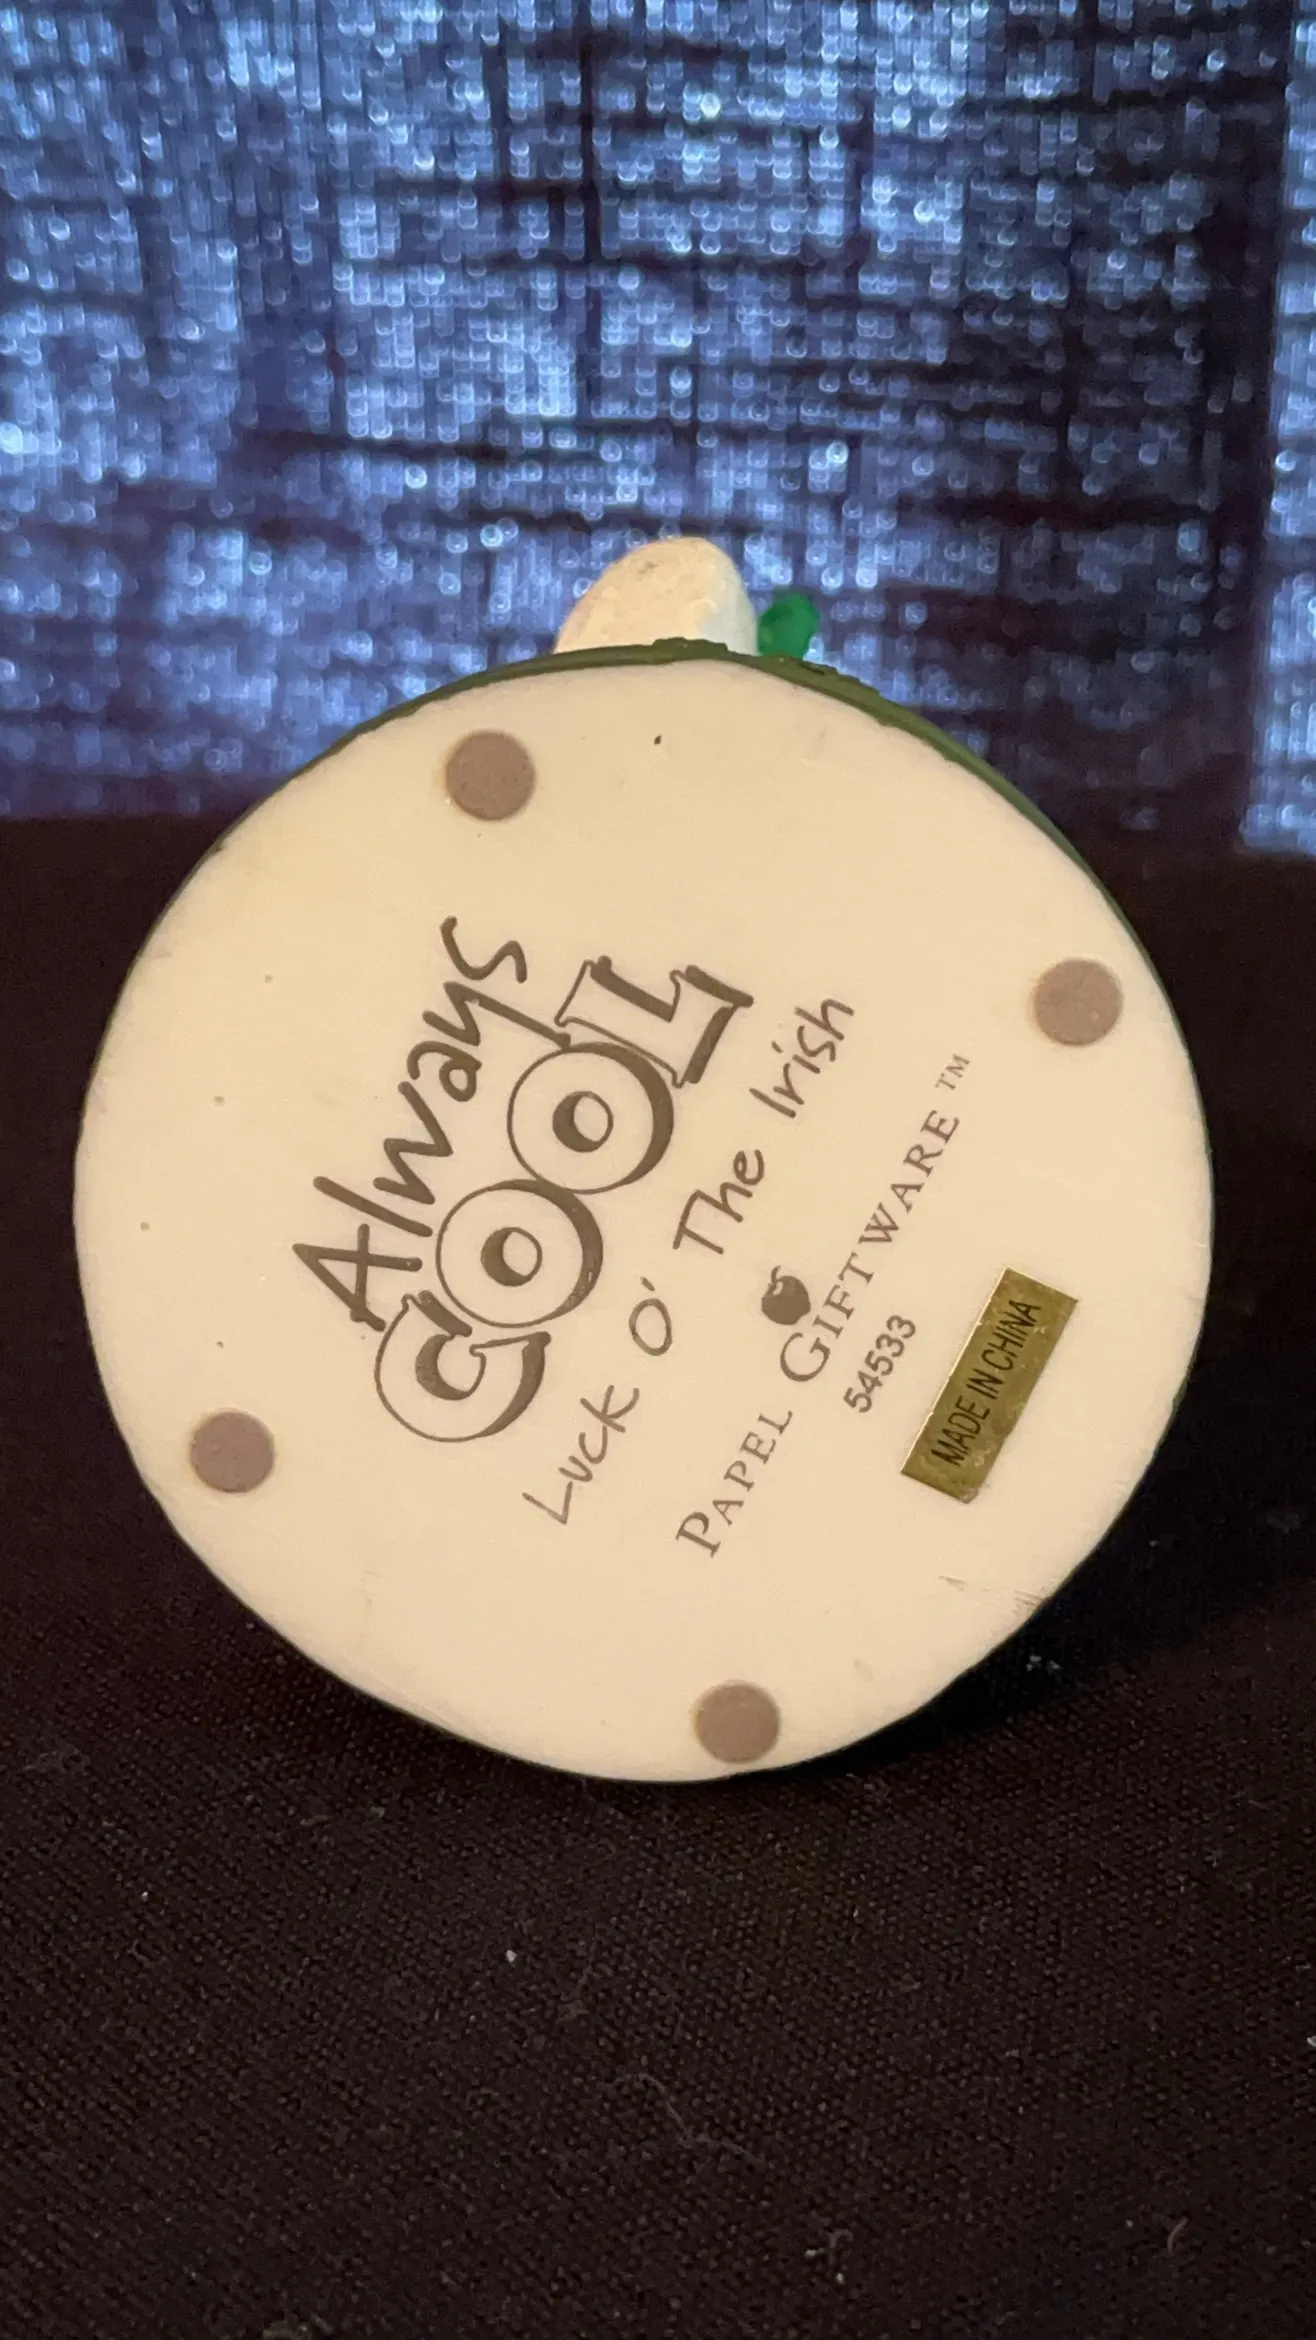 Always
COOL
Luck O' The Irish
PAPEL GIFTWARE™
54533
MADE IN CHINA